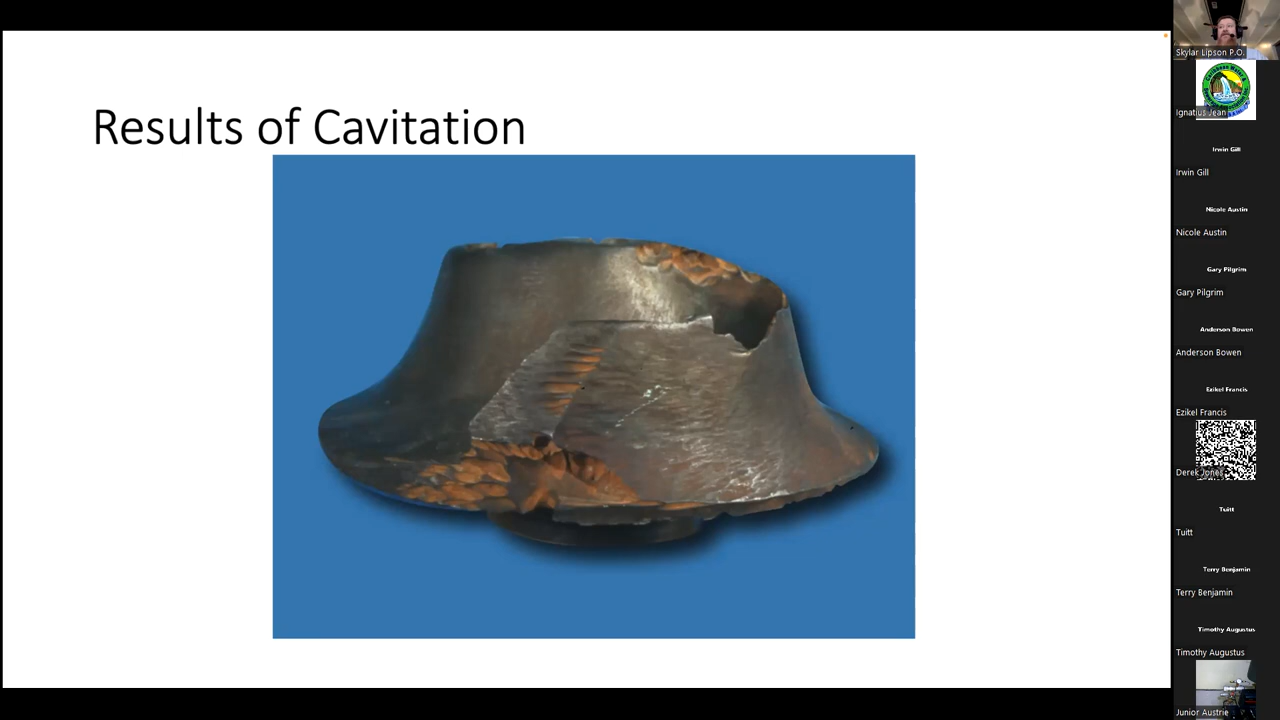 Results of Cavitation
Skylar Lipson P.O.
Ignatius Jean
Irwin Gill
Irwin Gill
Nicole Austin
Nicole Austin
Gary Pilgrim
Gary Pilgrim
Anderson Bowen
Anderson Bowen
Ezikel Francis
Ezikel Francis
Derek Jones
Tuitt
Tuitt
Terry Benjamin
Terry Benjamin
Timothy Augustus
Timothy Augustus
Junior Austrie